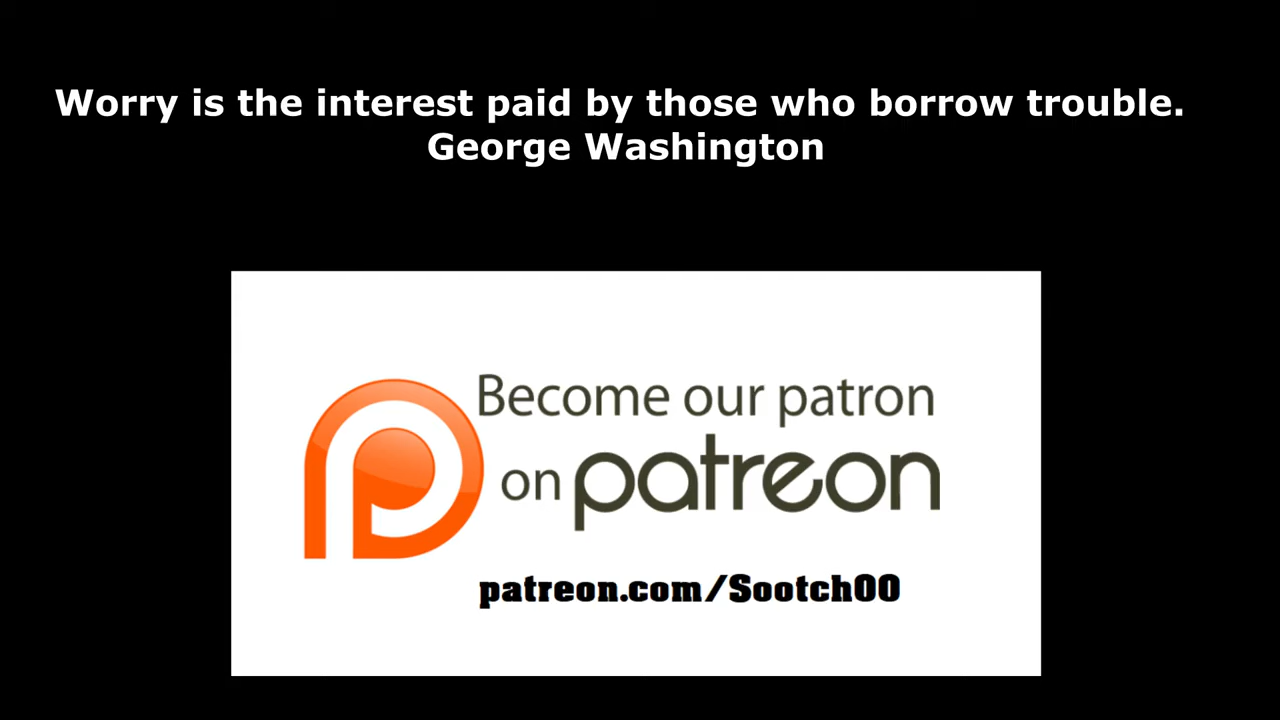 Worry is the interest paid by those who borrow trouble.
George Washington
Become our patron
on patreon
patreon.com/Sootch00